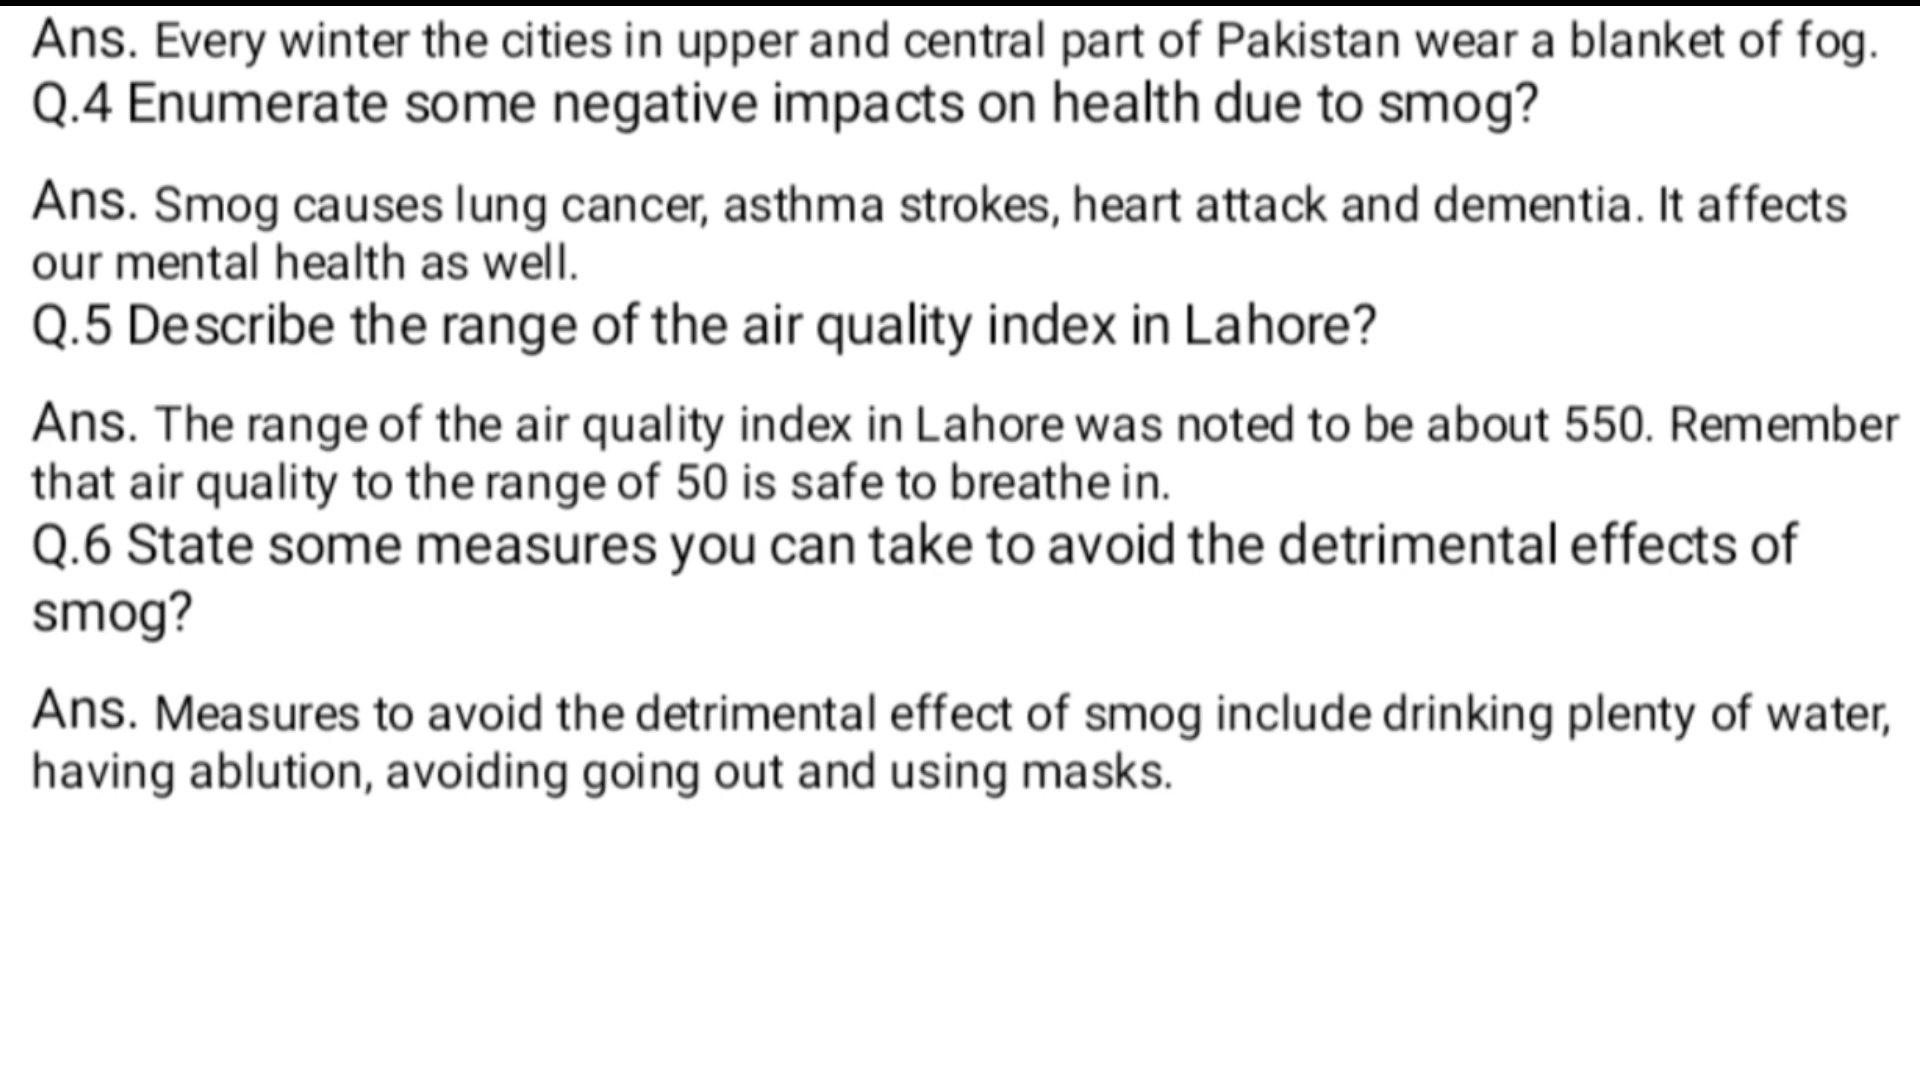 Ans. Every winter the cities in upper and central part of Pakistan wear a blanket of fog.
Q.4 Enumerate some negative impacts on health due to smog?
Ans. Smog causes lung cancer, asthma strokes, heart attack and dementia. It affects
our mental health as well.
Q.5 Describe the range of the air quality index in Lahore?
Ans. The range of the air quality index in Lahore was noted to be about 550. Remember
that air quality to the range of 50 is safe to breathe in.
Q.6 State some measures you can take to avoid the detrimental effects of
smog?
Ans. Measures to avoid the detrimental effect of smog include drinking plenty of water,
having ablution, avoiding going out and using masks.